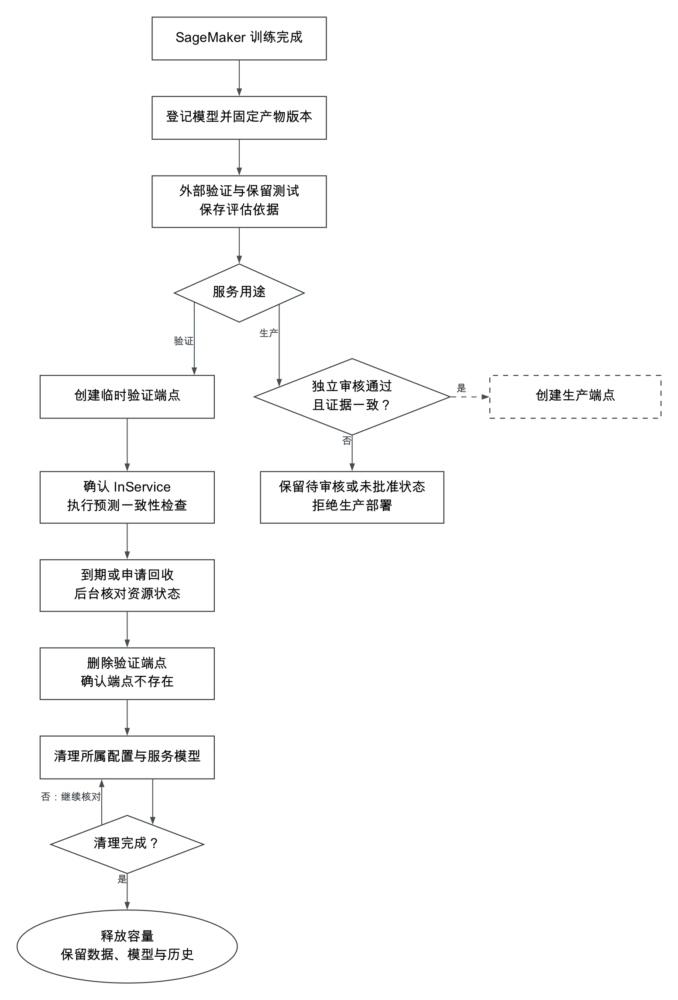 SageMaker 训练完成
登记模型并固定产物版本
外部验证与保留测试
保存评估依据
服务用途
验证
生产
创建临时验证端点
独立审核通过
且证据一致？
是
创建生产端点
否
确认 InService
执行预测一致性检查
保留待审核或未批准状态
拒绝生产部署
到期或申请回收
后台核对资源状态
删除验证端点
确认端点不存在
清理所属配置与服务模型
否：继续核对
清理完成？
是
释放容量
保留数据、模型与历史